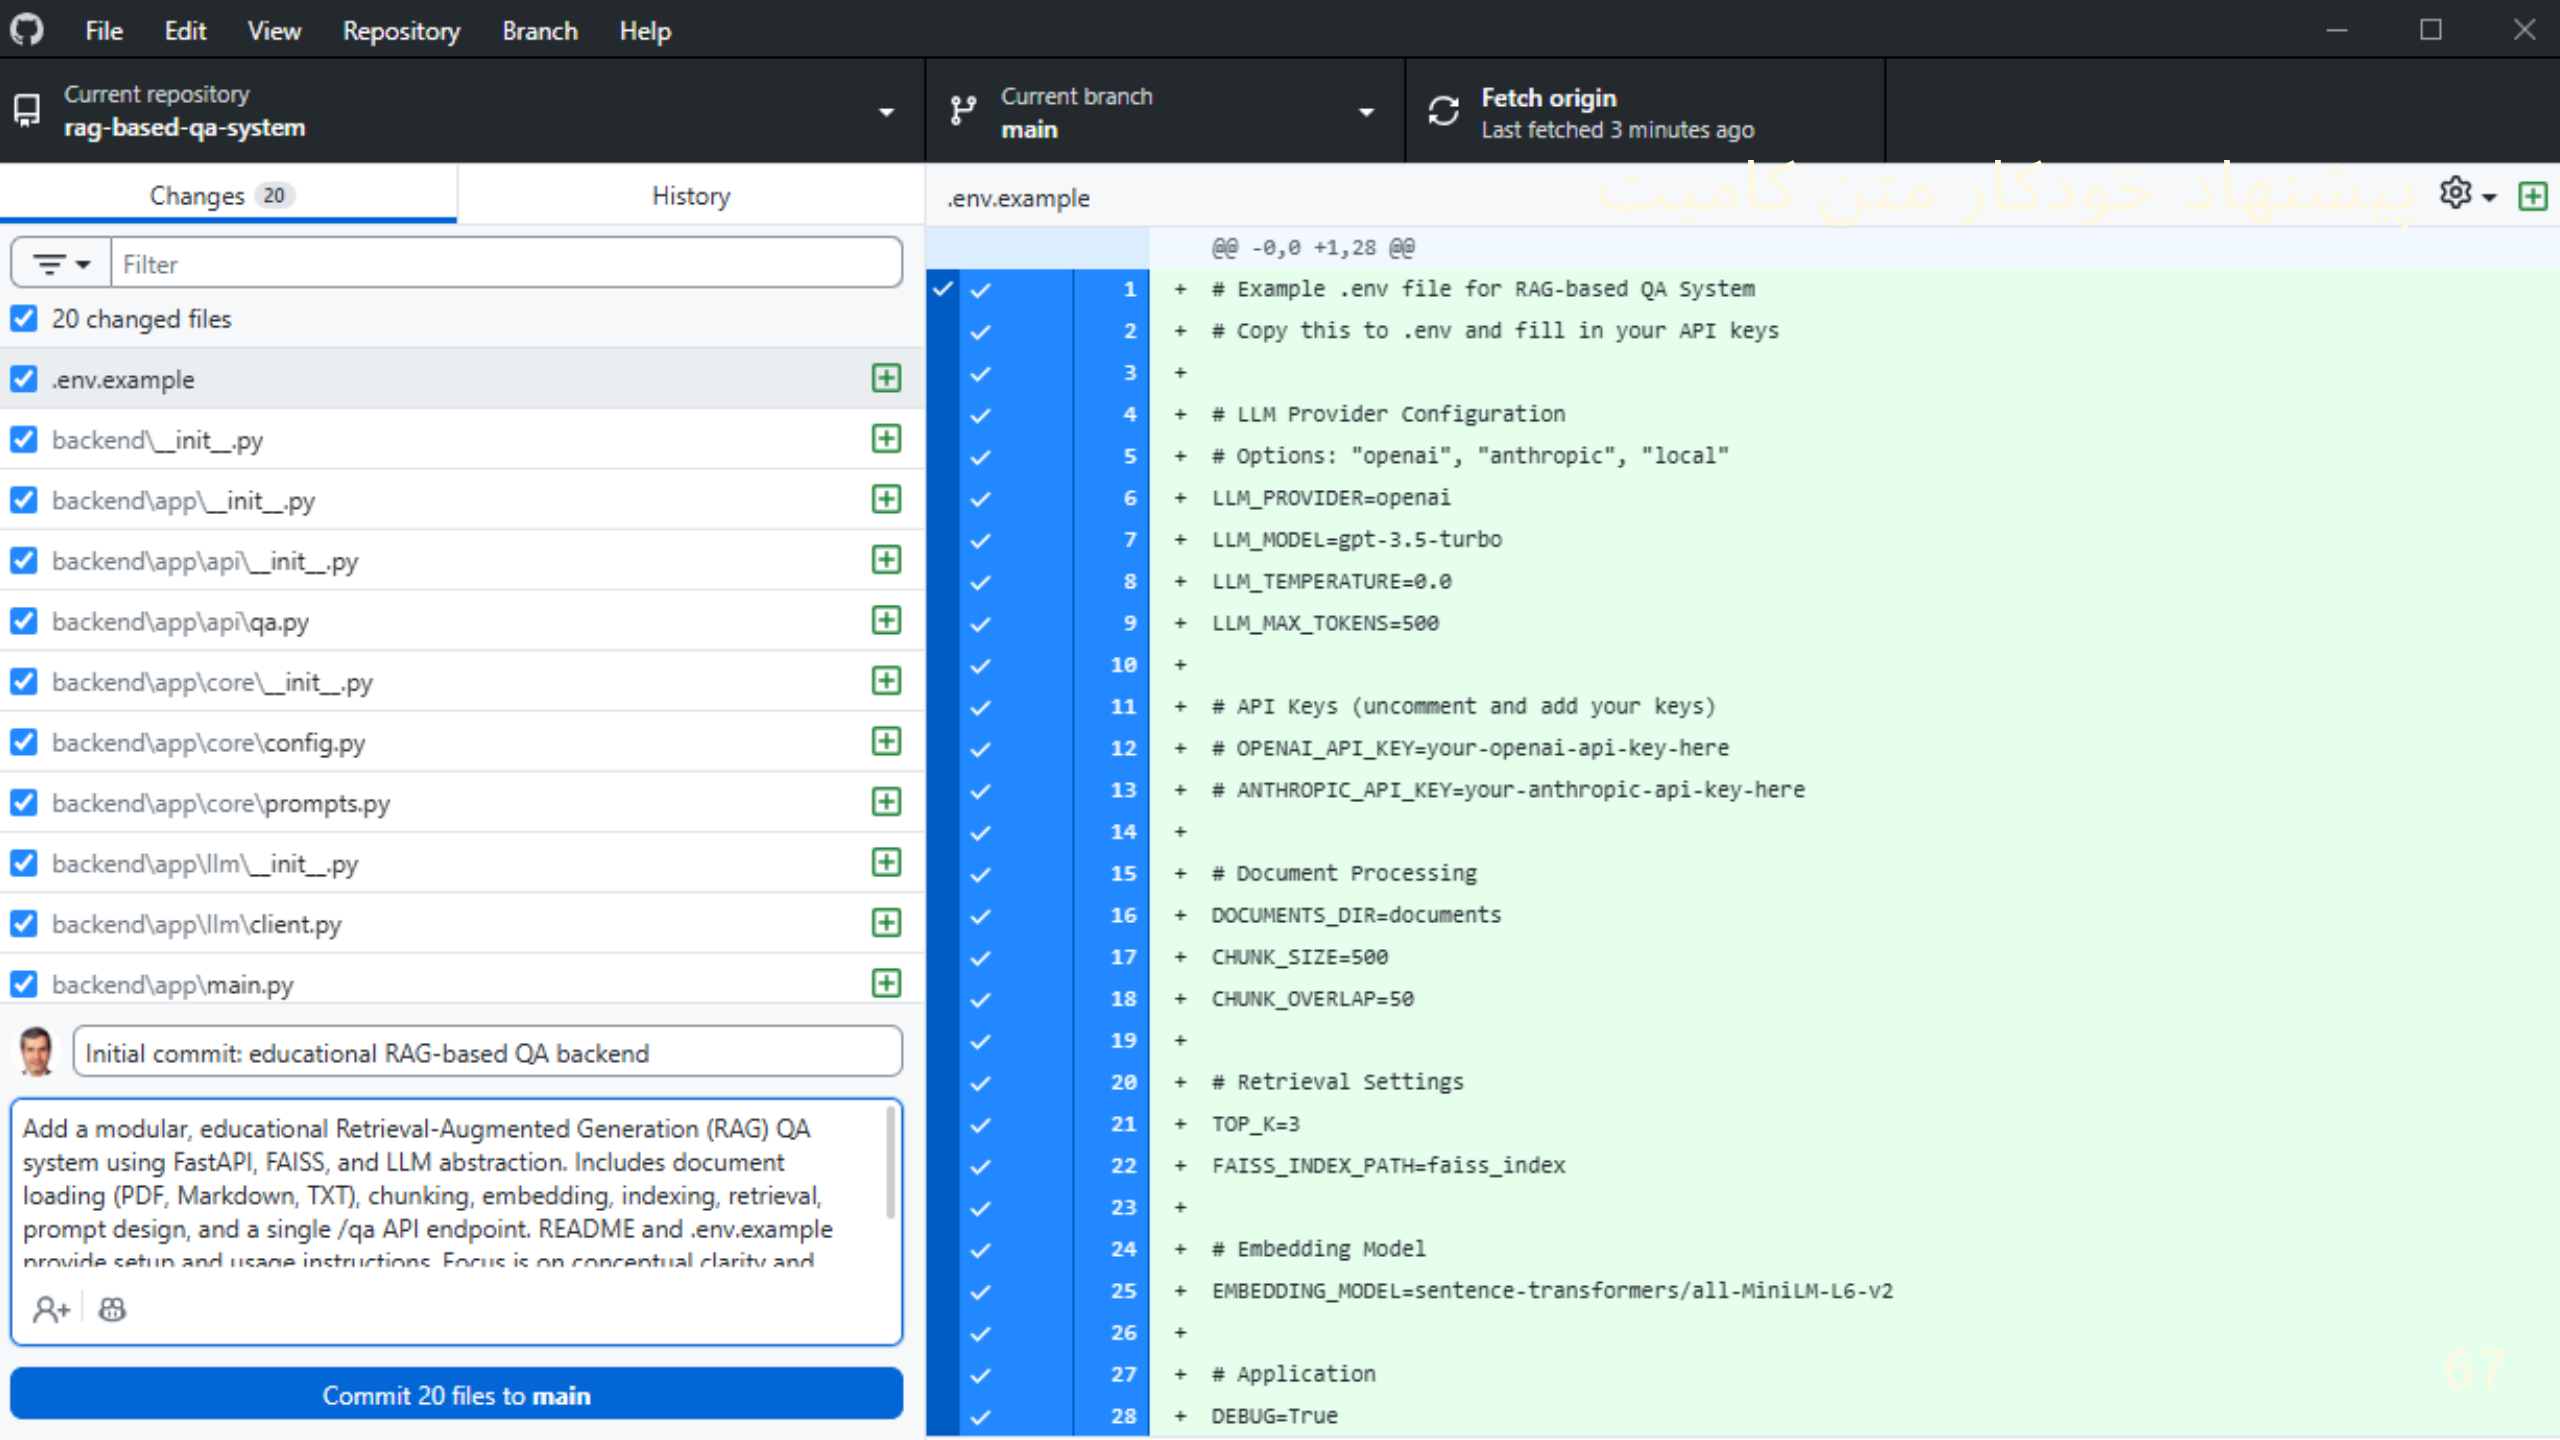 File Edit View Repository Branch Help
Current repository
rag-based-qa-system
Current branch
main
Fetch origin
Last fetched 3 minutes ago
پیشنهاد خودکار متن کامیت
Changes 20
History
Filter
20 changed files
.env.example
backend\__init__.py
backend\app\__init__.py
backend\app\api\__init__.py
backend\app\api\qa.py
backend\app\core\__init__.py
backend\app\core\config.py
backend\app\core\prompts.py
backend\app\llm\__init__.py
backend\app\llm\client.py
backend\app\main.py
Initial commit: educational RAG-based QA backend
Add a modular, educational Retrieval-Augmented Generation (RAG) QA
system using FastAPI, FAISS, and LLM abstraction. Includes document
loading (PDF, Markdown, TXT), chunking, embedding, indexing, retrieval,
prompt design, and a single /qa API endpoint. README and .env.example
provide setup and usage instructions. Focus is on conceptual clarity and
Commit 20 files to main
.env.example
@@ -0,0 +1,28 @@
1 + # Example .env file for RAG-based QA System
2 + # Copy this to .env and fill in your API keys
3 +
4 + # LLM Provider Configuration
5 + # Options: "openai", "anthropic", "local"
6 + LLM_PROVIDER=openai
7 + LLM_MODEL=gpt-3.5-turbo
8 + LLM_TEMPERATURE=0.0
9 + LLM_MAX_TOKENS=500
10 +
11 + # API Keys (uncomment and add your keys)
12 + # OPENAI_API_KEY=your-openai-api-key-here
13 + # ANTHROPIC_API_KEY=your-anthropic-api-key-here
14 +
15 + # Document Processing
16 + DOCUMENTS_DIR=documents
17 + CHUNK_SIZE=500
18 + CHUNK_OVERLAP=50
19 +
20 + # Retrieval Settings
21 + TOP_K=3
22 + FAISS_INDEX_PATH=faiss_index
23 +
24 + # Embedding Model
25 + EMBEDDING_MODEL=sentence-transformers/all-MiniLM-L6-v2
26 +
27 + # Application
28 + DEBUG=True
67